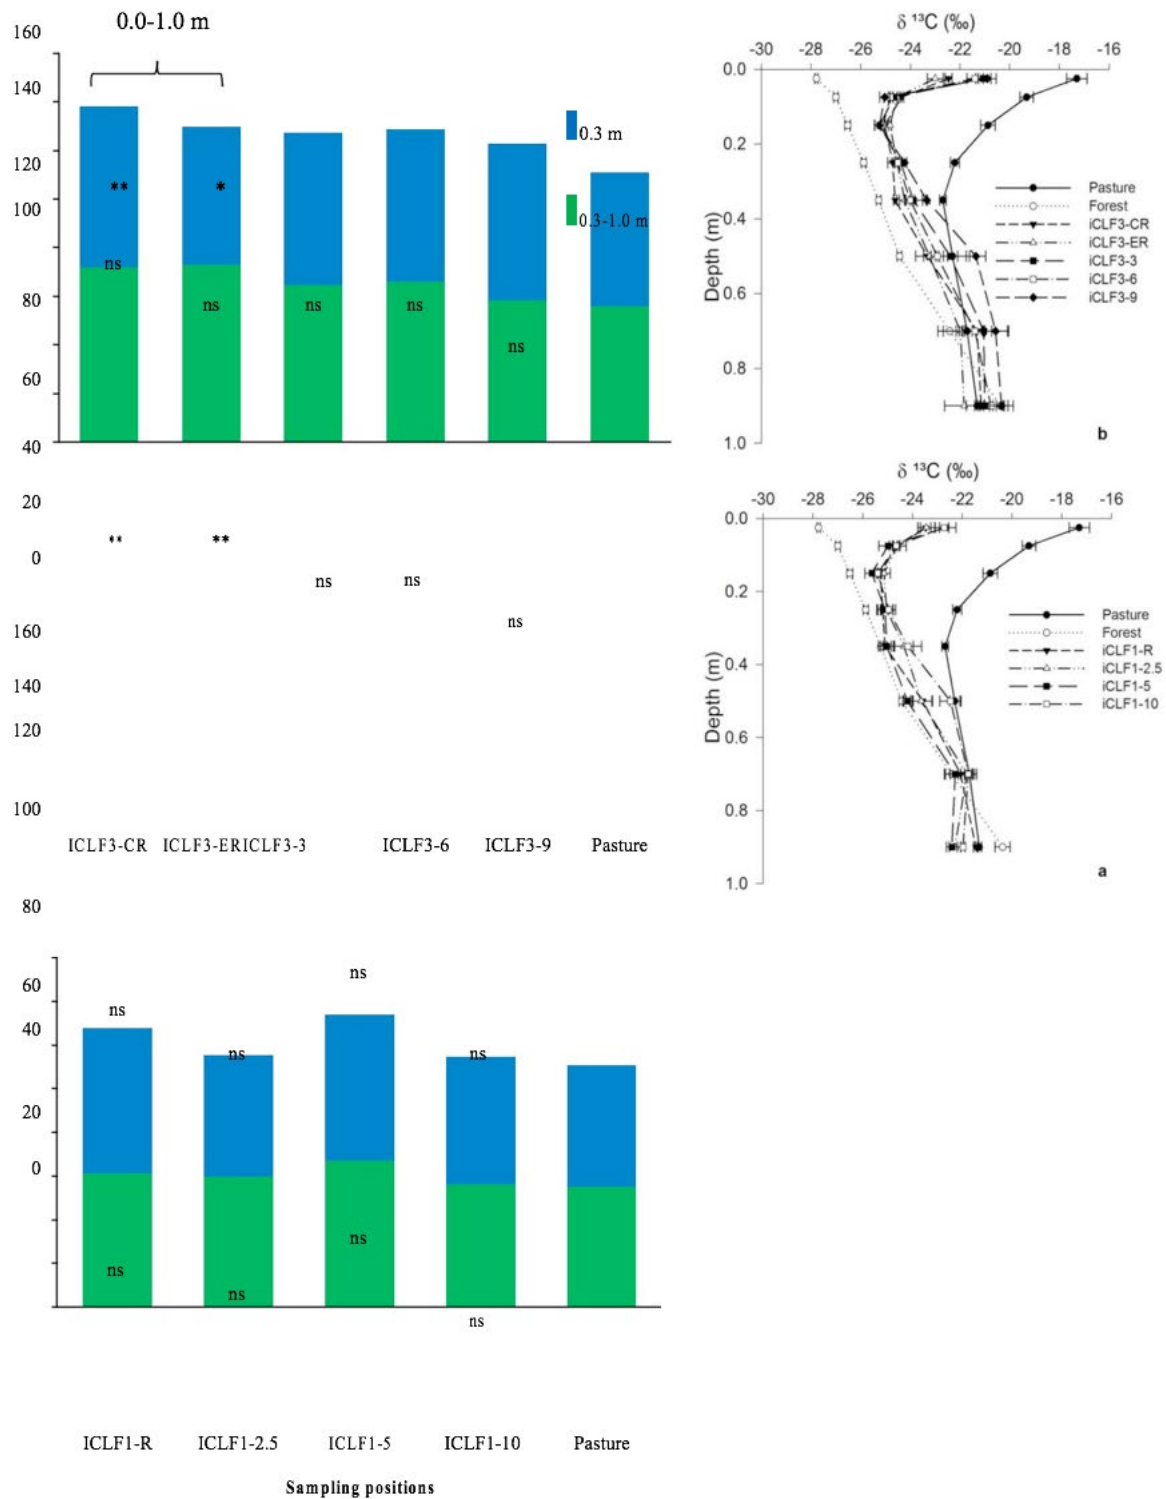 160
0.0-1.0 m
140
120
0.3 m
** *
100
0.3-1.0 m
ns
80
ns ns ns
ns
60
40
20
** **
0
ns ns
ns
160
140
120
100
ICLF3-CR ICLF3-ER ICLF3-3 ICLF3-6 ICLF3-9 Pasture
80
ns
60
ns
40
ns ns
20
0
ns
ns
ns
ns
ICLF1-R ICLF1-2.5 ICLF1-5 ICLF1-10 Pasture
Sampling positions
δ ¹³C (‰)
-30 -28 -26 -24 -22 -20 -18 -16
0.0
0.2
0.4
0.6
0.8
1.0
Depth (m)
Pasture
Forest
iCLF3-CR
iCLF3-ER
iCLF3-3
iCLF3-6
iCLF3-9
b
δ ¹³C (‰)
-30 -28 -26 -24 -22 -20 -18 -16
0.0
0.2
0.4
0.6
0.8
1.0
Depth (m)
Pasture
Forest
iCLF1-R
iCLF1-2.5
iCLF1-5
iCLF1-10
a